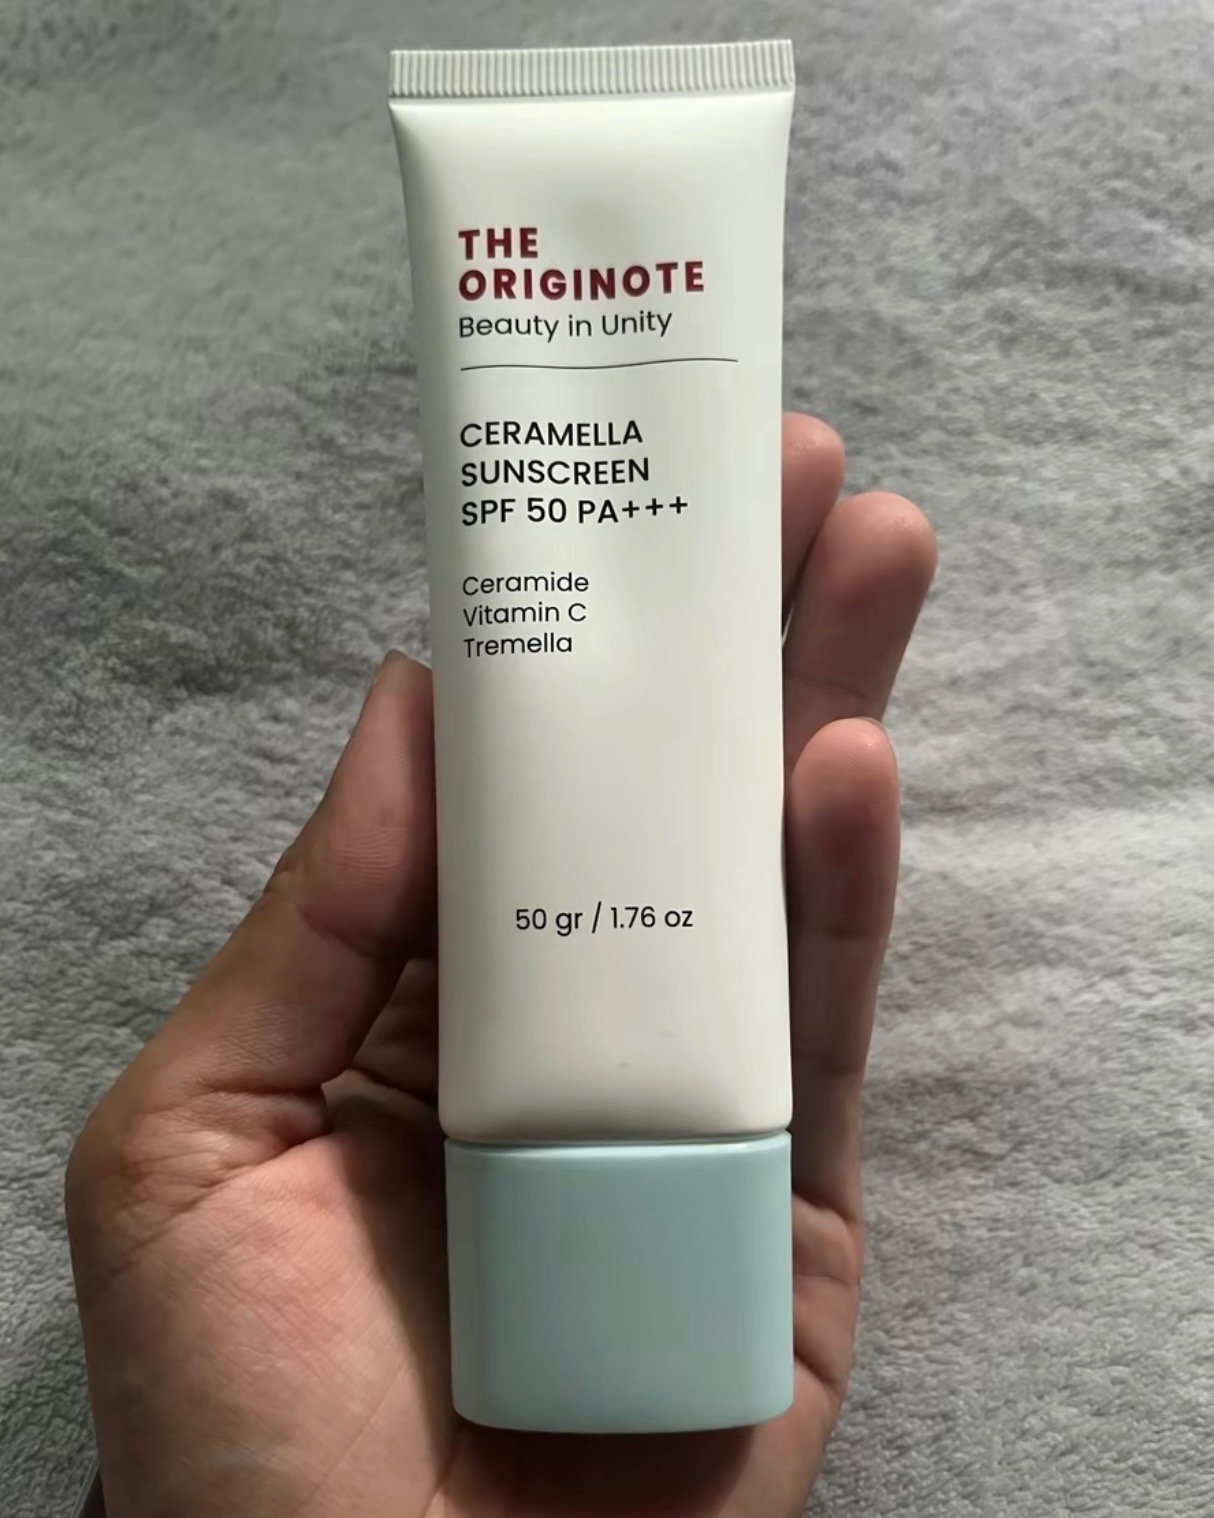 THE
ORIGINOTE
Beauty in Unity
CERAMELLA
SUNSCREEN
SPF 50 PA+++
Ceramide
Vitamin C
Tremella
50 gr / 1.76 oz